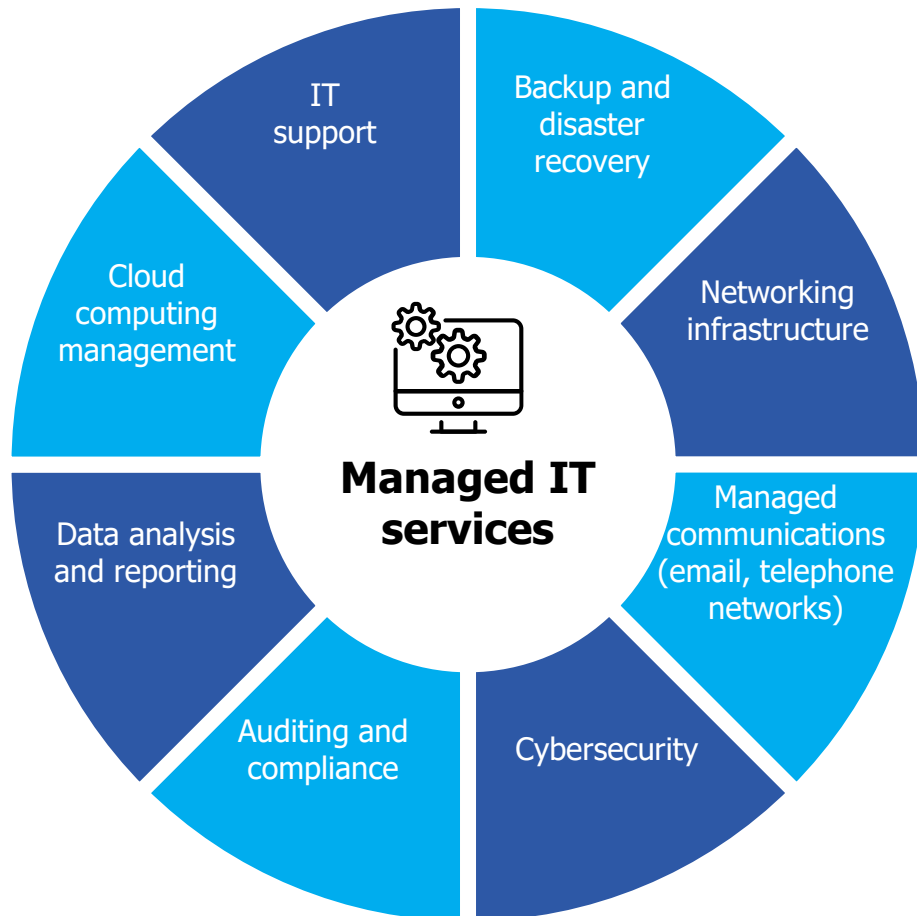 IT
support
Backup and
disaster
recovery
Networking
infrastructure
Managed
communications
(email, telephone
networks)
Cybersecurity
Auditing and
compliance
Data analysis
and reporting
Cloud
computing
management
Managed IT
services